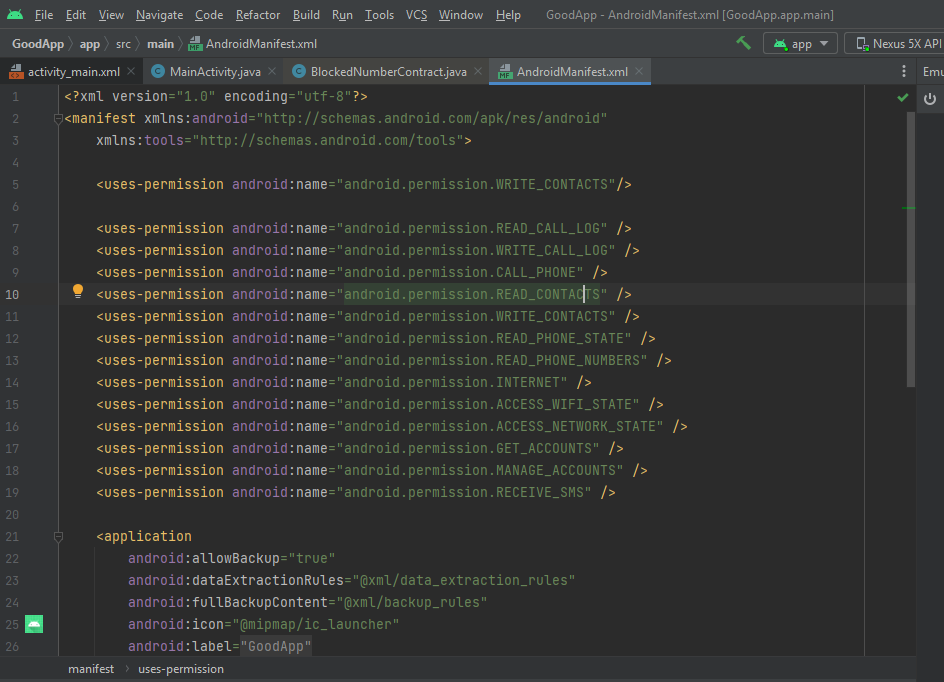 File Edit View Navigate Code Refactor Build Run Tools VCS Window Help GoodApp - AndroidManifest.xml [GoodApp.app.main]
GoodApp app src main AndroidManifest.xml app Nexus 5X API
activity_main.xml MainActivity.java BlockedNumberContract.java AndroidManifest.xml Emu
1 <?xml version="1.0" encoding="utf-8"?>
2 <manifest xmlns:android="http://schemas.android.com/apk/res/android"
3 xmlns:tools="http://schemas.android.com/tools">
4
5 <uses-permission android:name="android.permission.WRITE_CONTACTS"/>
6
7 <uses-permission android:name="android.permission.READ_CALL_LOG" />
8 <uses-permission android:name="android.permission.WRITE_CALL_LOG" />
9 <uses-permission android:name="android.permission.CALL_PHONE" />
10 <uses-permission android:name="android.permission.READ_CONTACTS" />
11 <uses-permission android:name="android.permission.WRITE_CONTACTS" />
12 <uses-permission android:name="android.permission.READ_PHONE_STATE" />
13 <uses-permission android:name="android.permission.READ_PHONE_NUMBERS" />
14 <uses-permission android:name="android.permission.INTERNET" />
15 <uses-permission android:name="android.permission.ACCESS_WIFI_STATE" />
16 <uses-permission android:name="android.permission.ACCESS_NETWORK_STATE" />
17 <uses-permission android:name="android.permission.GET_ACCOUNTS" />
18 <uses-permission android:name="android.permission.MANAGE_ACCOUNTS" />
19 <uses-permission android:name="android.permission.RECEIVE_SMS" />
20
21 <application
22 android:allowBackup="true"
23 android:dataExtractionRules="@xml/data_extraction_rules"
24 android:fullBackupContent="@xml/backup_rules"
25 android:icon="@mipmap/ic_launcher"
26 android:label="GoodApp"
manifest uses-permission